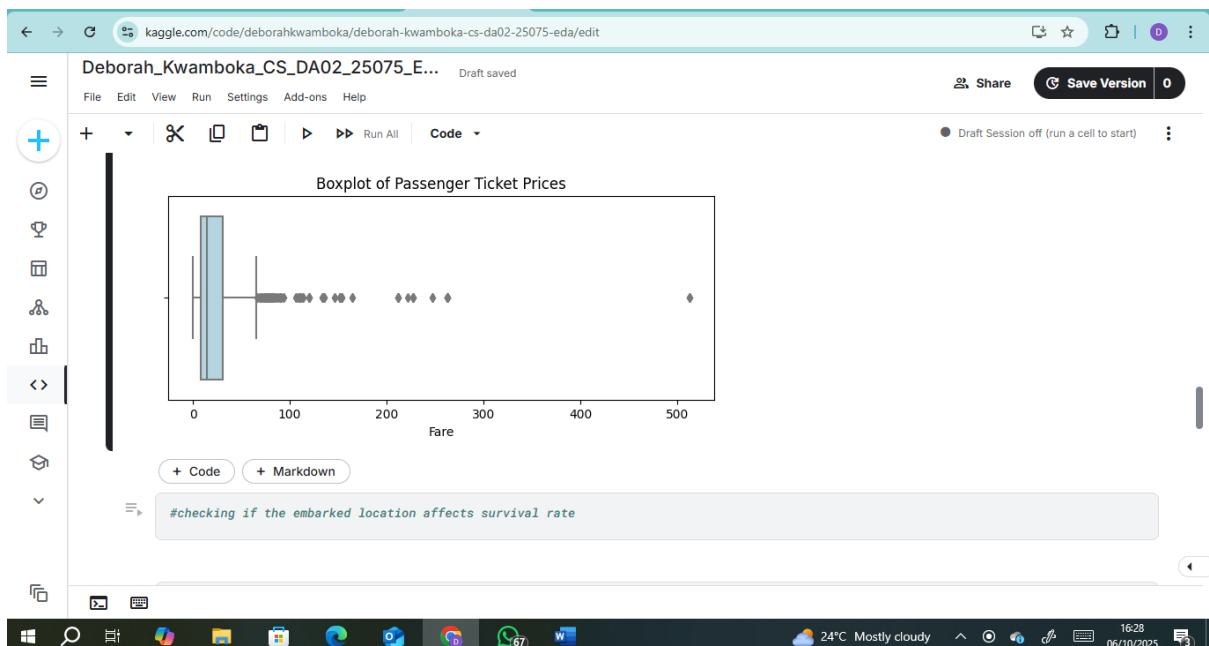 kaggle.com/code/deborahkwamboka/deborah-kwamboka-cs-da02-25075-eda/edit
D
Deborah_Kwamboka_CS_DA02_25075_E...
Draft saved
Share
Save Version
0
File Edit View Run Settings Add-ons Help
Run All
Code
Draft Session off (run a cell to start)
Boxplot of Passenger Ticket Prices
0 100 200 300 400 500
Fare
+ Code
+ Markdown
#checking if the embarked location affects survival rate
67
24°C Mostly cloudy
16:28
06/10/2025
3